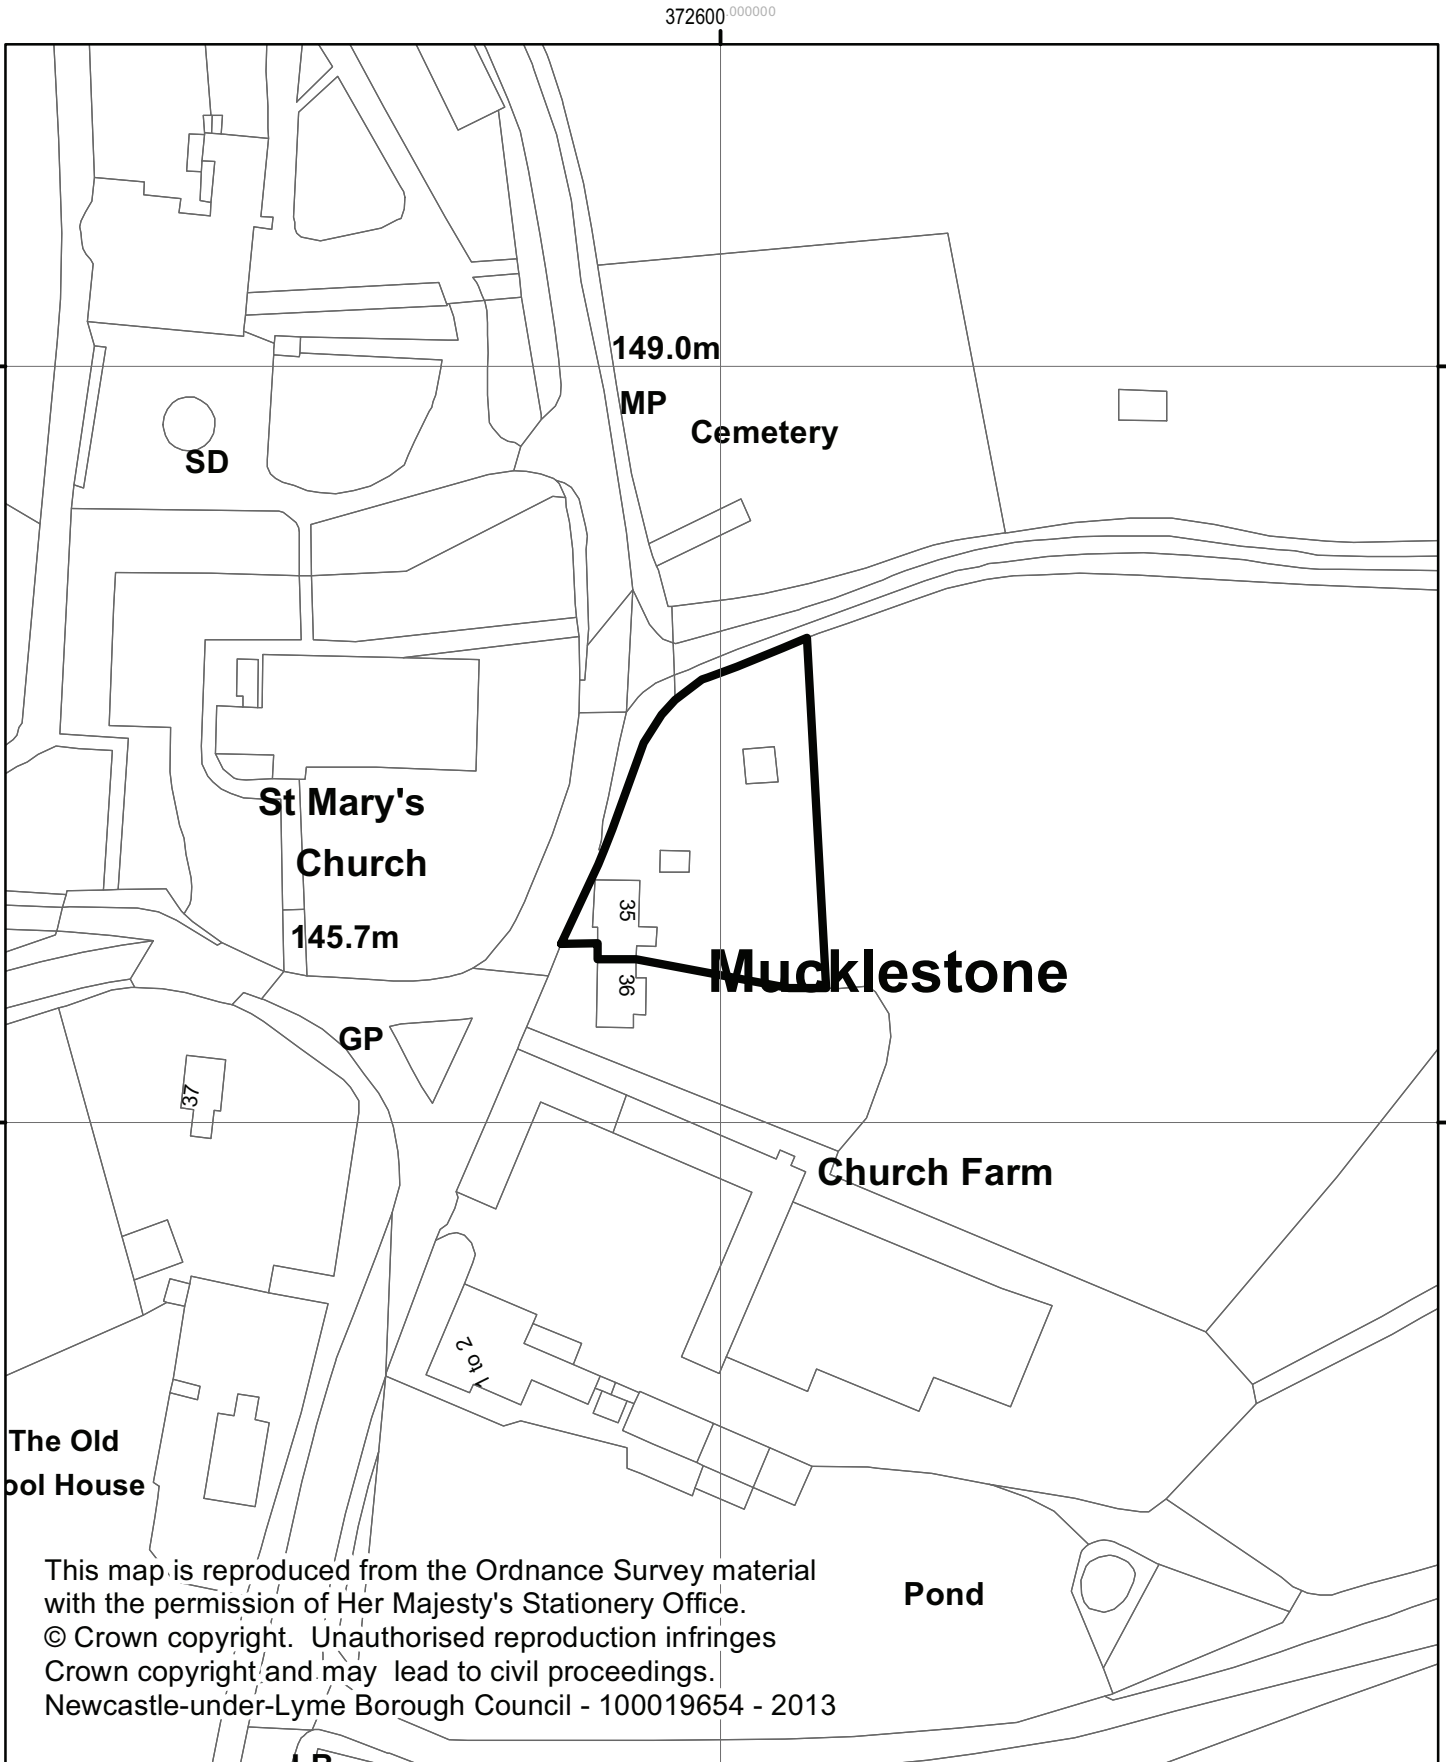 372600.000000
149.0m
MP
Cemetery
SD
St Mary's
Church
35
145.7m
Mucklestone
36
GP
37
Church Farm
1 to 2
The Old
ool House
Pond
This map is reproduced from the Ordnance Survey material
with the permission of Her Majesty's Stationery Office.
© Crown copyright. Unauthorised reproduction infringes
Crown copyright and may lead to civil proceedings.
Newcastle-under-Lyme Borough Council - 100019654 - 2013